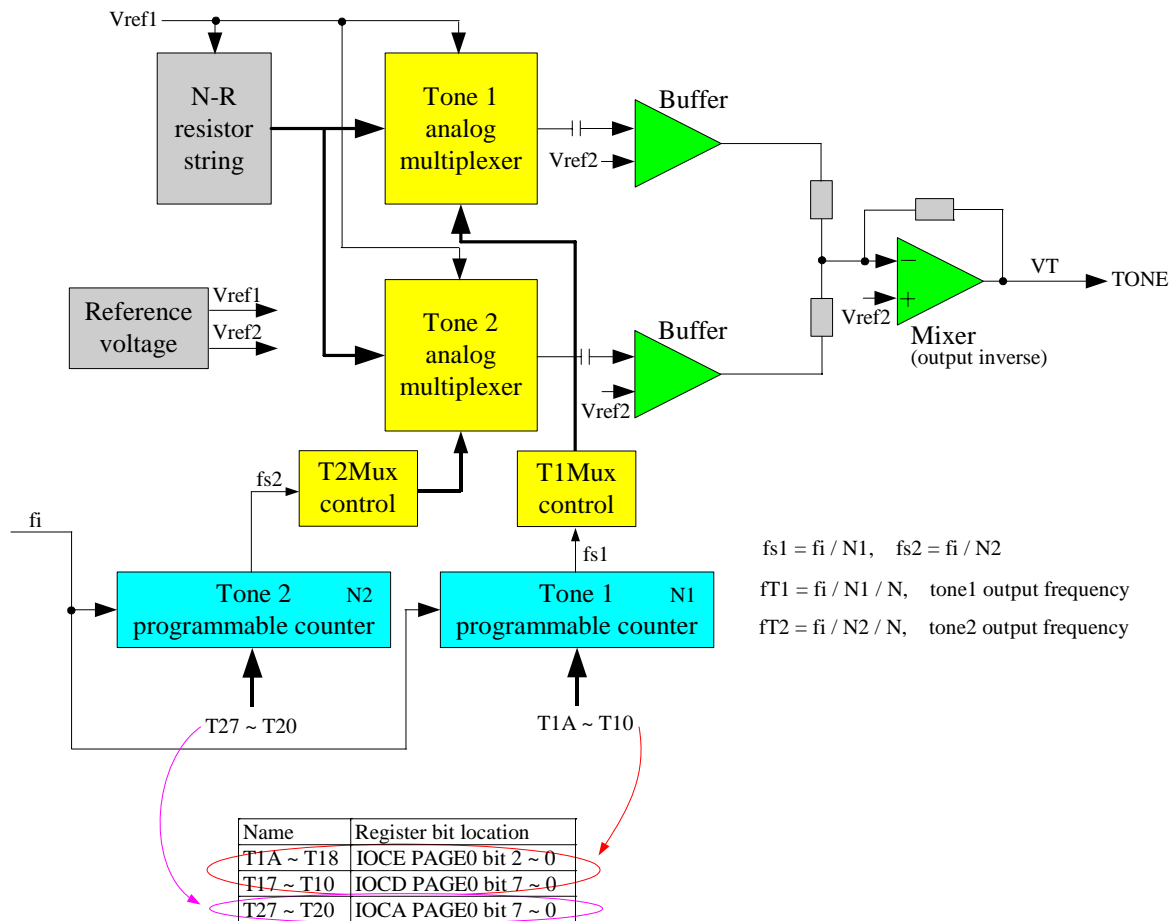 Vref1
N-R
resistor
string
Tone 1
analog
multiplexer
Buffer
Vref2
Reference
voltage
Vref1
Vref2
Tone 2
analog
multiplexer
Buffer
Vref2
−
+
Vref2
VT
TONE
Mixer
(output inverse)
T2Mux
control
T1Mux
control
fs2
fs1
fi
Tone 2
N2
programmable counter
Tone 1
N1
programmable counter
fs1 = fi / N1, fs2 = fi / N2
fT1 = fi / N1 / N, tone1 output frequency
fT2 = fi / N2 / N, tone2 output frequency
T27 ~ T20
T1A ~ T10
Name Register bit location
T1A ~ T18 IOCE PAGE0 bit 2 ~ 0
T17 ~ T10 IOCD PAGE0 bit 7 ~ 0
T27 ~ T20 IOCA PAGE0 bit 7 ~ 0